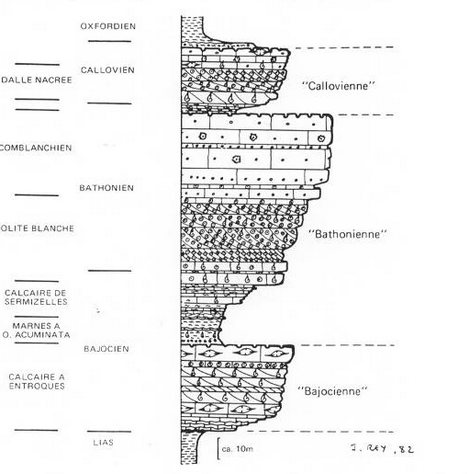 OXFORDIEN
DALLE NACREE
CALLOVIEN
"Callovienne"
COMBLANCHIEN
BATHONIEN
OLITE BLANCHE
"Bathonienne"
CALCAIRE DE
SERMIZELLES
MARNES A
O. ACUMINATA
BAJOCIEN
CALCAIRE A
ENTROQUES
"Bajocienne"
LIAS
ca. 10m
J. REY , 82